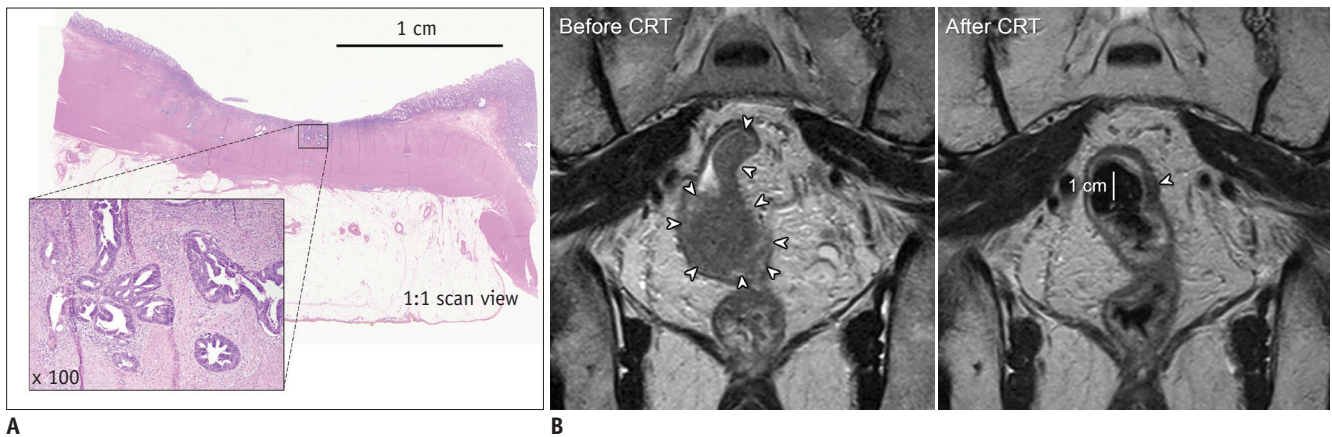 1 cm
1:1 scan view
x 100
A
Before CRT
After CRT
1 cm
B